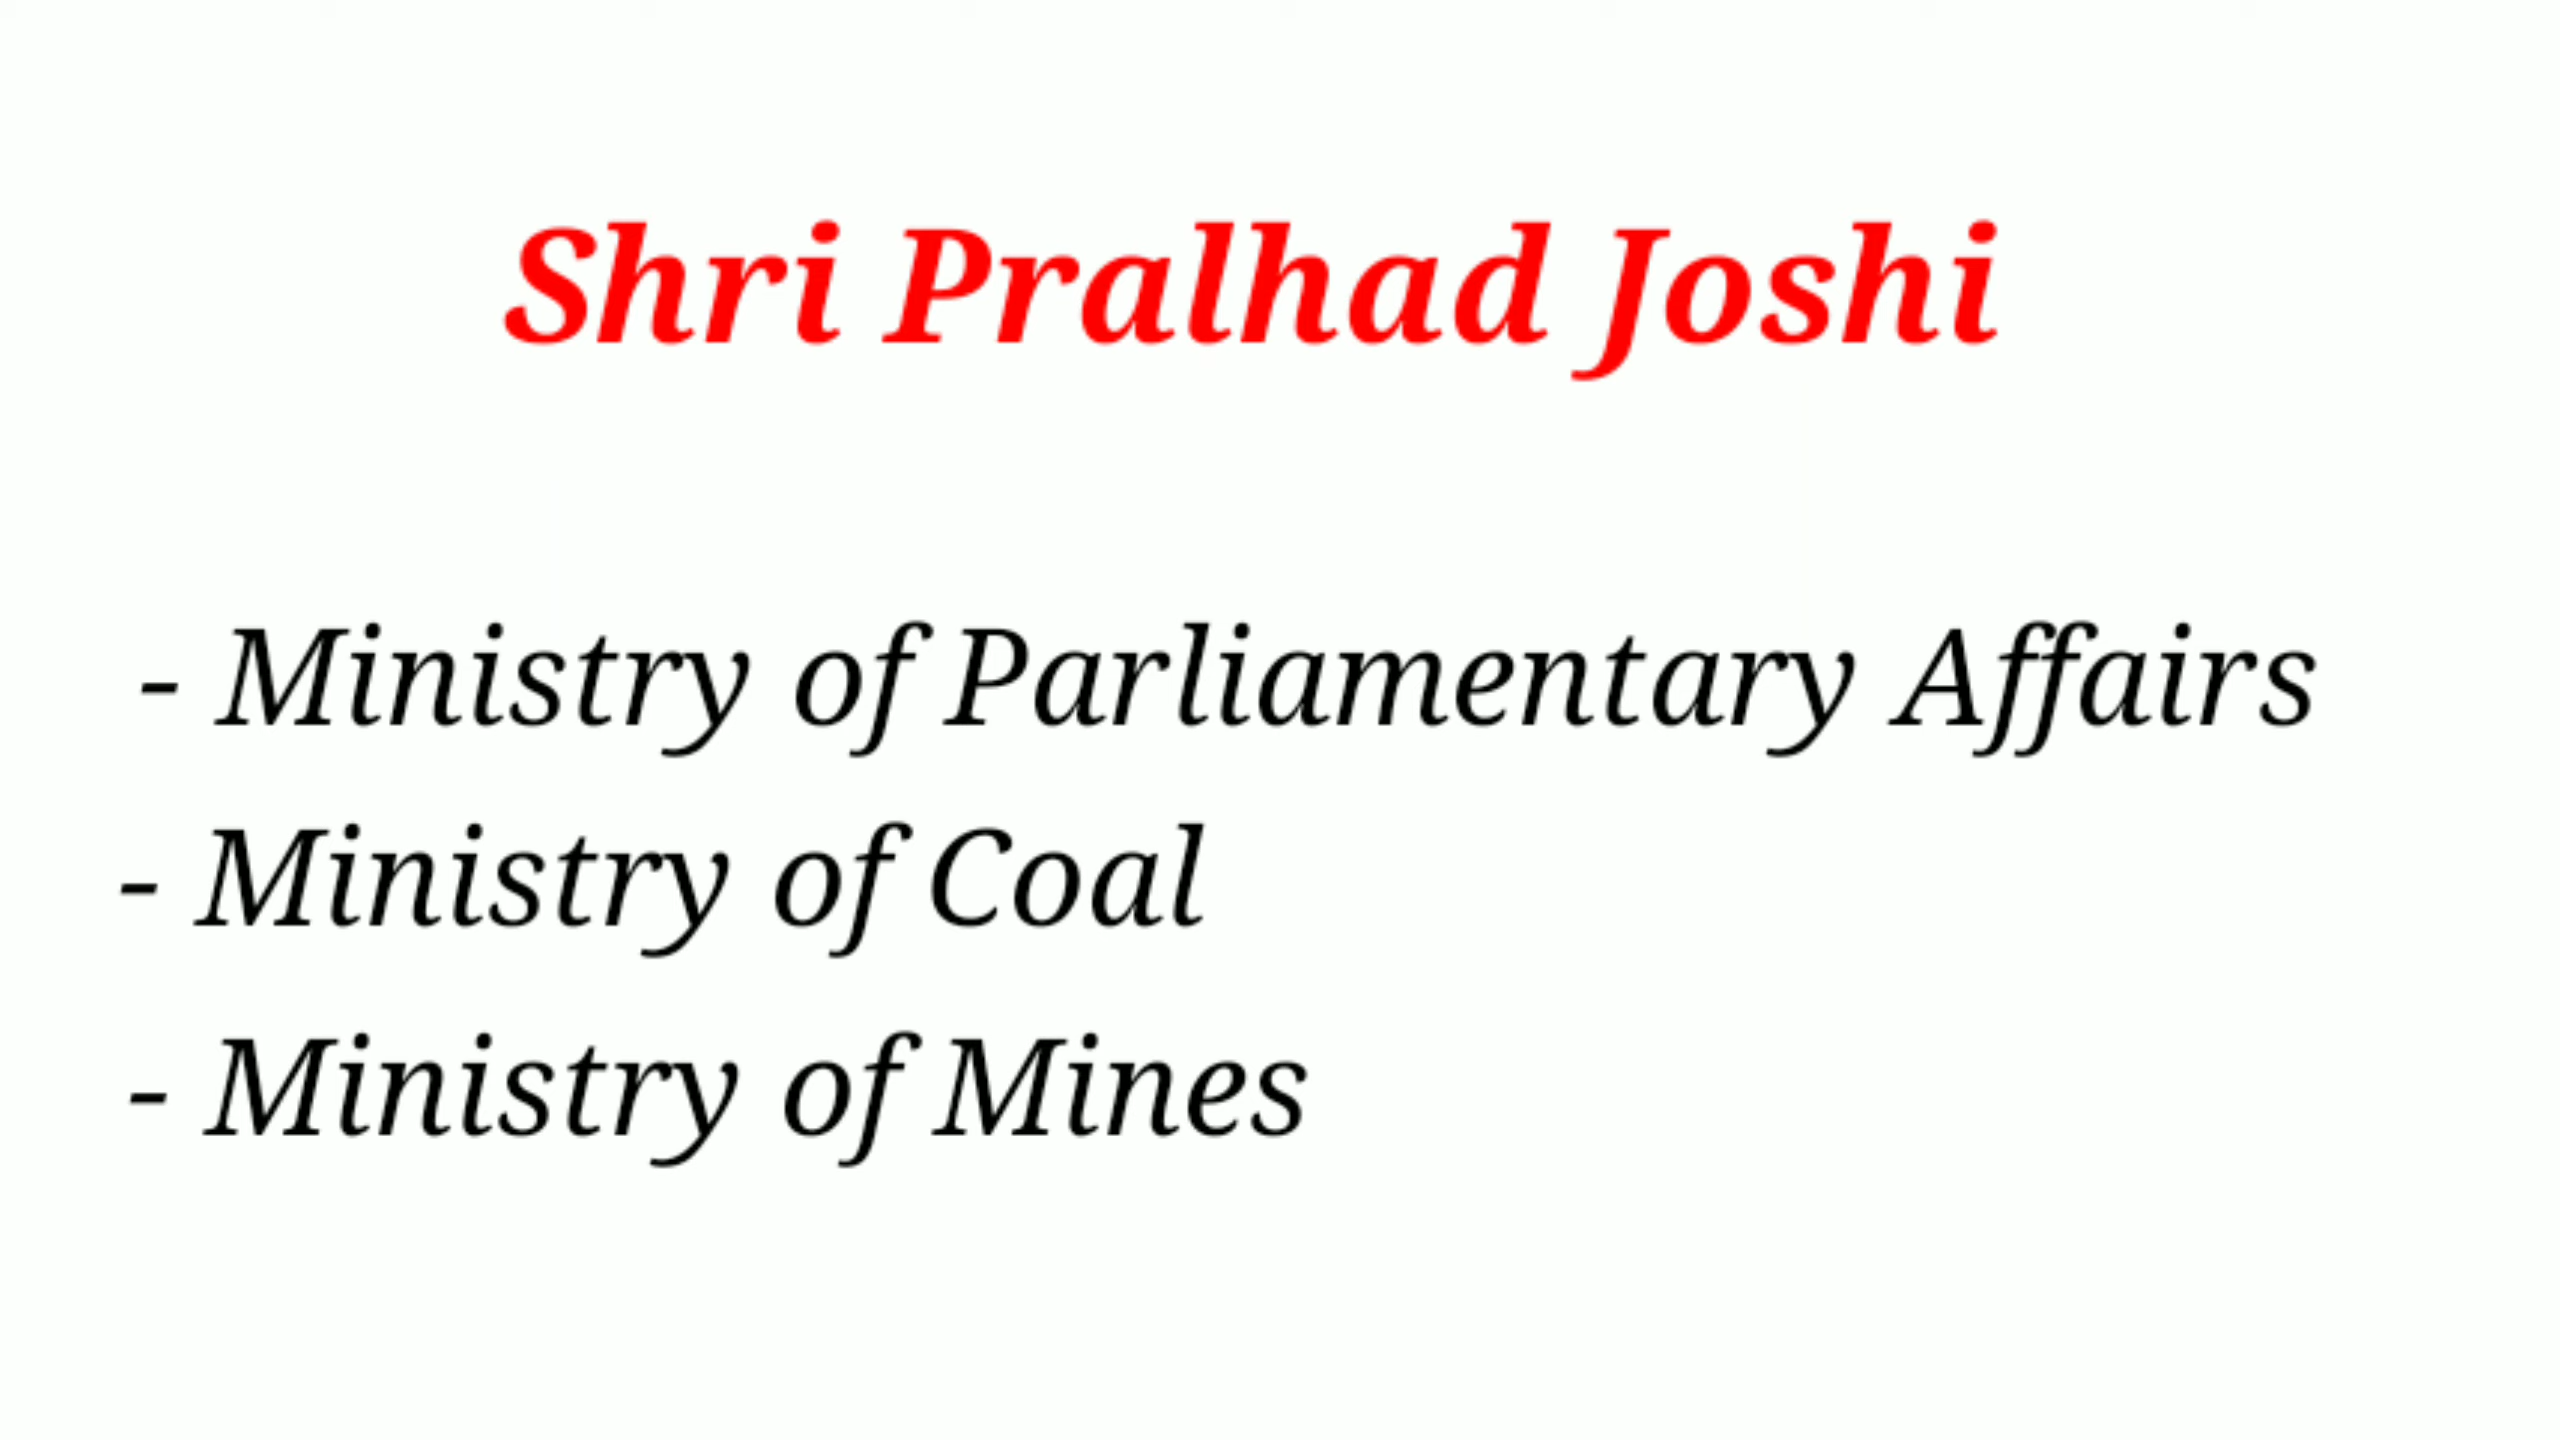 Shri Pralhad Joshi
- Ministry of Parliamentary Affairs
- Ministry of Coal
- Ministry of Mines